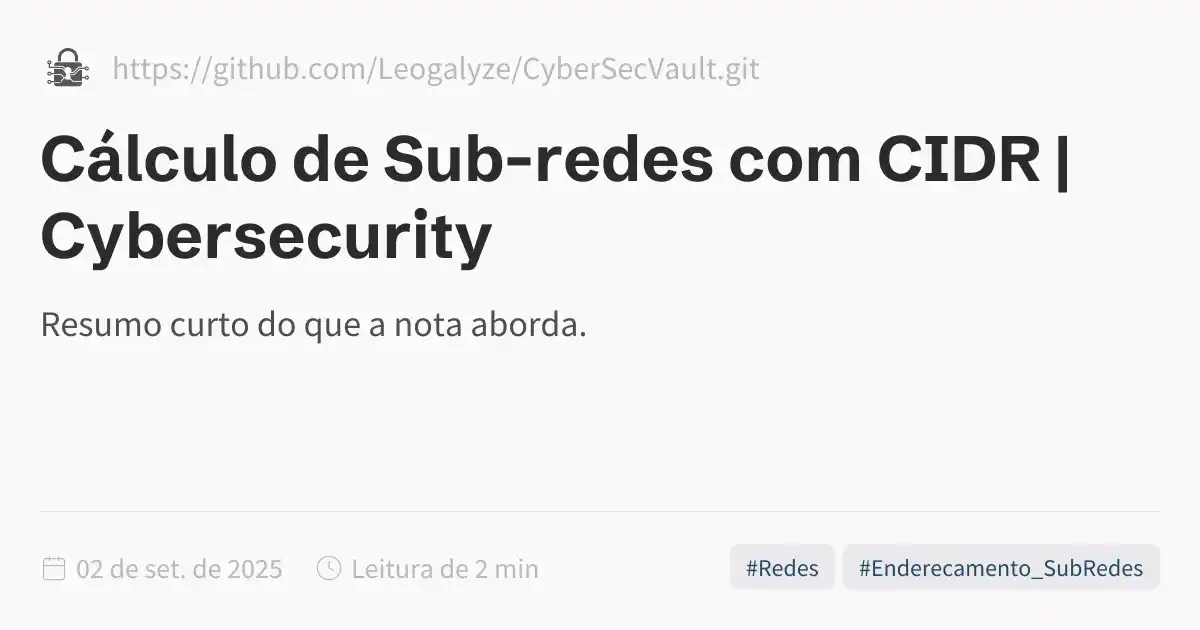 https://github.com/Leogalyze/CyberSecVault.git
Cálculo de Sub-redes com CIDR |
Cybersecurity
Resumo curto do que a nota aborda.
02 de set. de 2025 Leitura de 2 min #Redes #Enderecamento_SubRedes